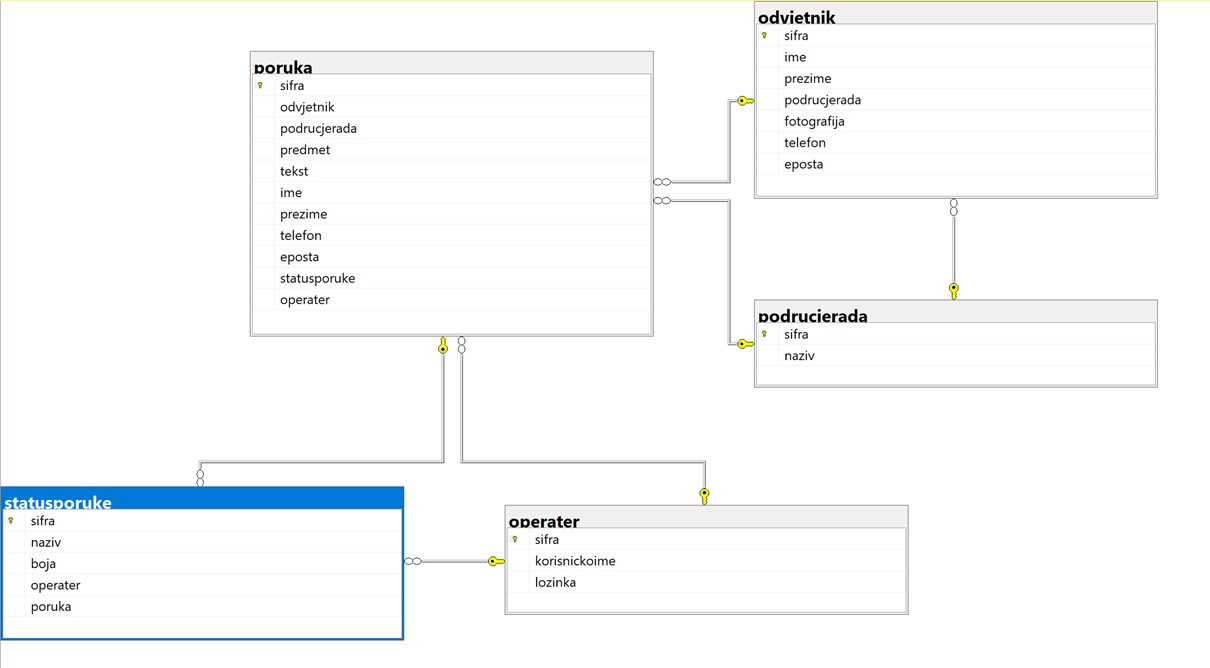 poruka
sifra
odvjetnik
podrucjerada
predmet
tekst
ime
prezime
telefon
eposta
statusporuke
operater
odvjetnik
sifra
ime
prezime
podrucjerada
fotografija
telefon
eposta
podrucjerada
sifra
naziv
statusporuke
sifra
naziv
boja
operater
poruka
operater
sifra
korisnickoime
lozinka